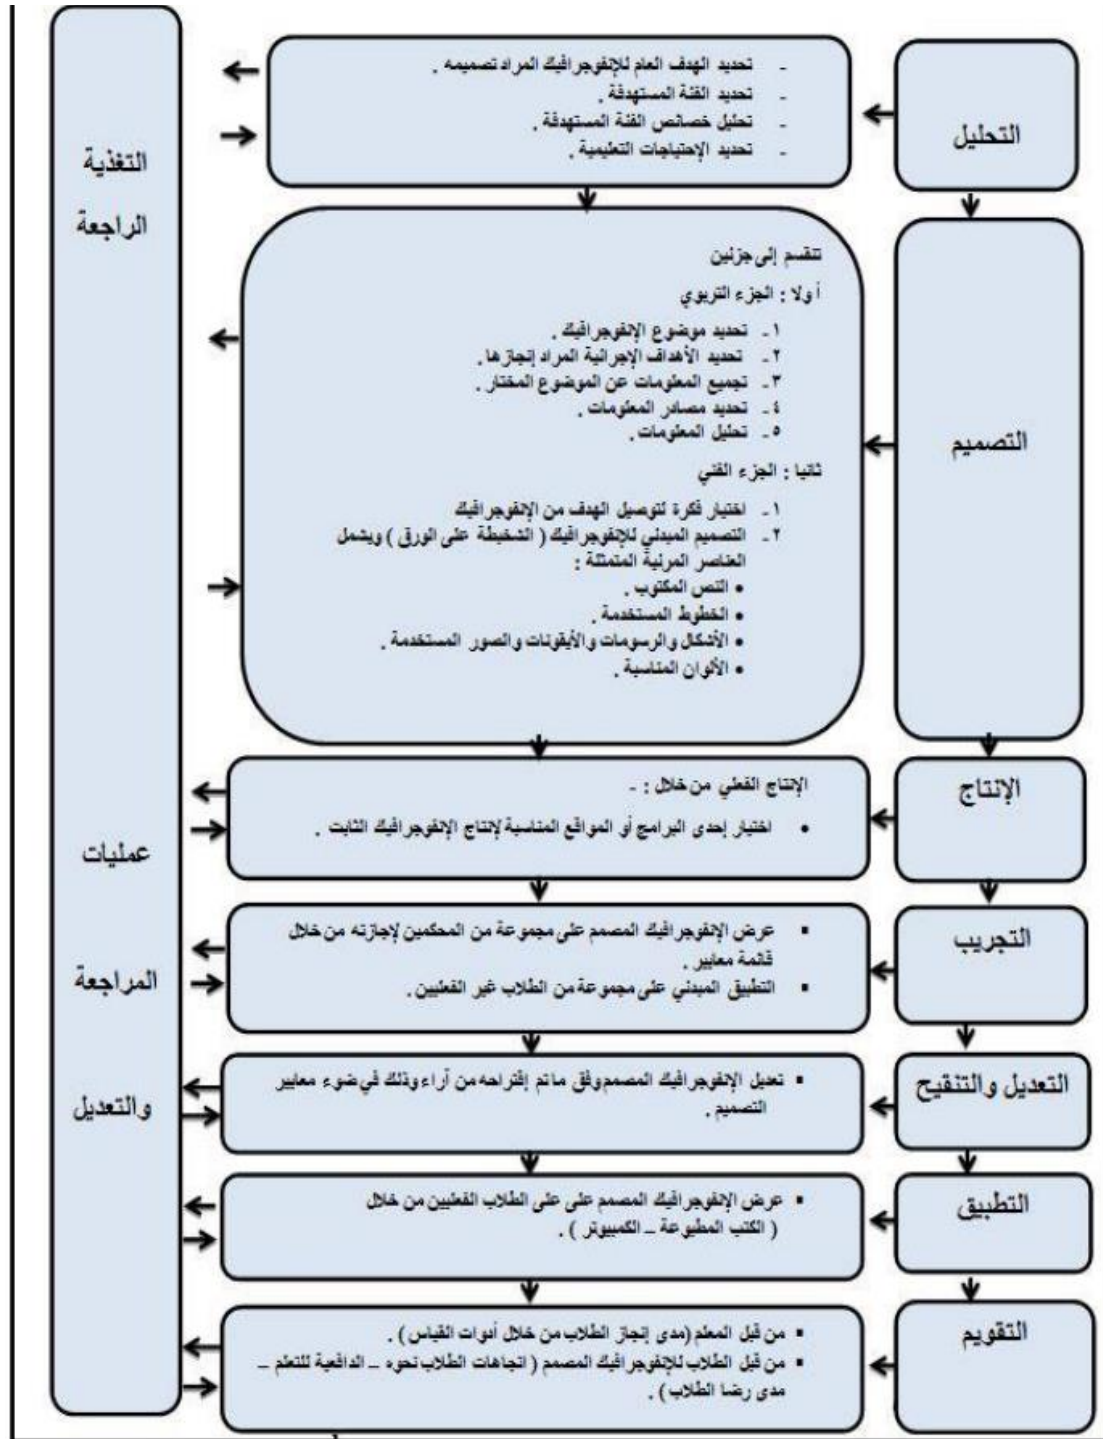 التحليل
- تحديد الهدف العام للإنفوجرافيك المراد تصميمه .
- تحديد الفئة المستهدفة .
- تحليل خصائص الفئة المستهدفة .
- تحديد الإحتياجات التعليمية .
التصميم
تنقسم إلى جزئين
أولا : الجزء التربوي
١- تحديد موضوع الإنفوجرافيك .
٢- تحديد الأهداف الإجرائية المراد إنجازها .
٣- تجميع المعلومات عن الموضوع المختار .
٤- تحديد مصادر المعلومات .
٥- تحليل المعلومات .
ثانيا : الجزء الفني
١- اختيار فكرة لتوصيل الهدف من الإنفوجرافيك
٢- التصميم المبدئي للإنفوجرافيك ( الشخبطة على الورق ) ويشمل
العناصر المرئية المتمثلة :
• النص المكتوب .
• الخطوط المستخدمة .
• الأشكال والرسومات والأيقونات والصور المستخدمة .
• الألوان المناسبة .
الإنتاج
الإنتاج الفعلي من خلال : -
• اختيار إحدى البرامج أو المواقع المناسبة لإنتاج الإنفوجرافيك الثابت .
التجريب
▪ عرض الإنفوجرافيك المصمم على مجموعة من المحكمين لإجازته من خلال
قائمة معايير .
▪ التطبيق المبدئي على مجموعة من الطلاب غير الفعليين .
التعديل والتنقيح
▪ تعديل الإنفوجرافيك المصمم وفق ما تم إقتراحه من آراء وذلك في ضوء معايير
التصميم .
التطبيق
▪ عرض الإنفوجرافيك المصمم على على الطلاب الفعليين من خلال
( الكتب المطبوعة – الكمبيوتر ) .
التقويم
▪ من قبل المعلم (مدى إنجاز الطلاب من خلال أدوات القياس) .
▪ من قبل الطلاب للإنفوجرافيك المصمم ( اتجاهات الطلاب نحوه – الدافعية للتعلم –
مدى رضا الطلاب) .
التغذية
الراجعة
عمليات
المراجعة
والتعديل